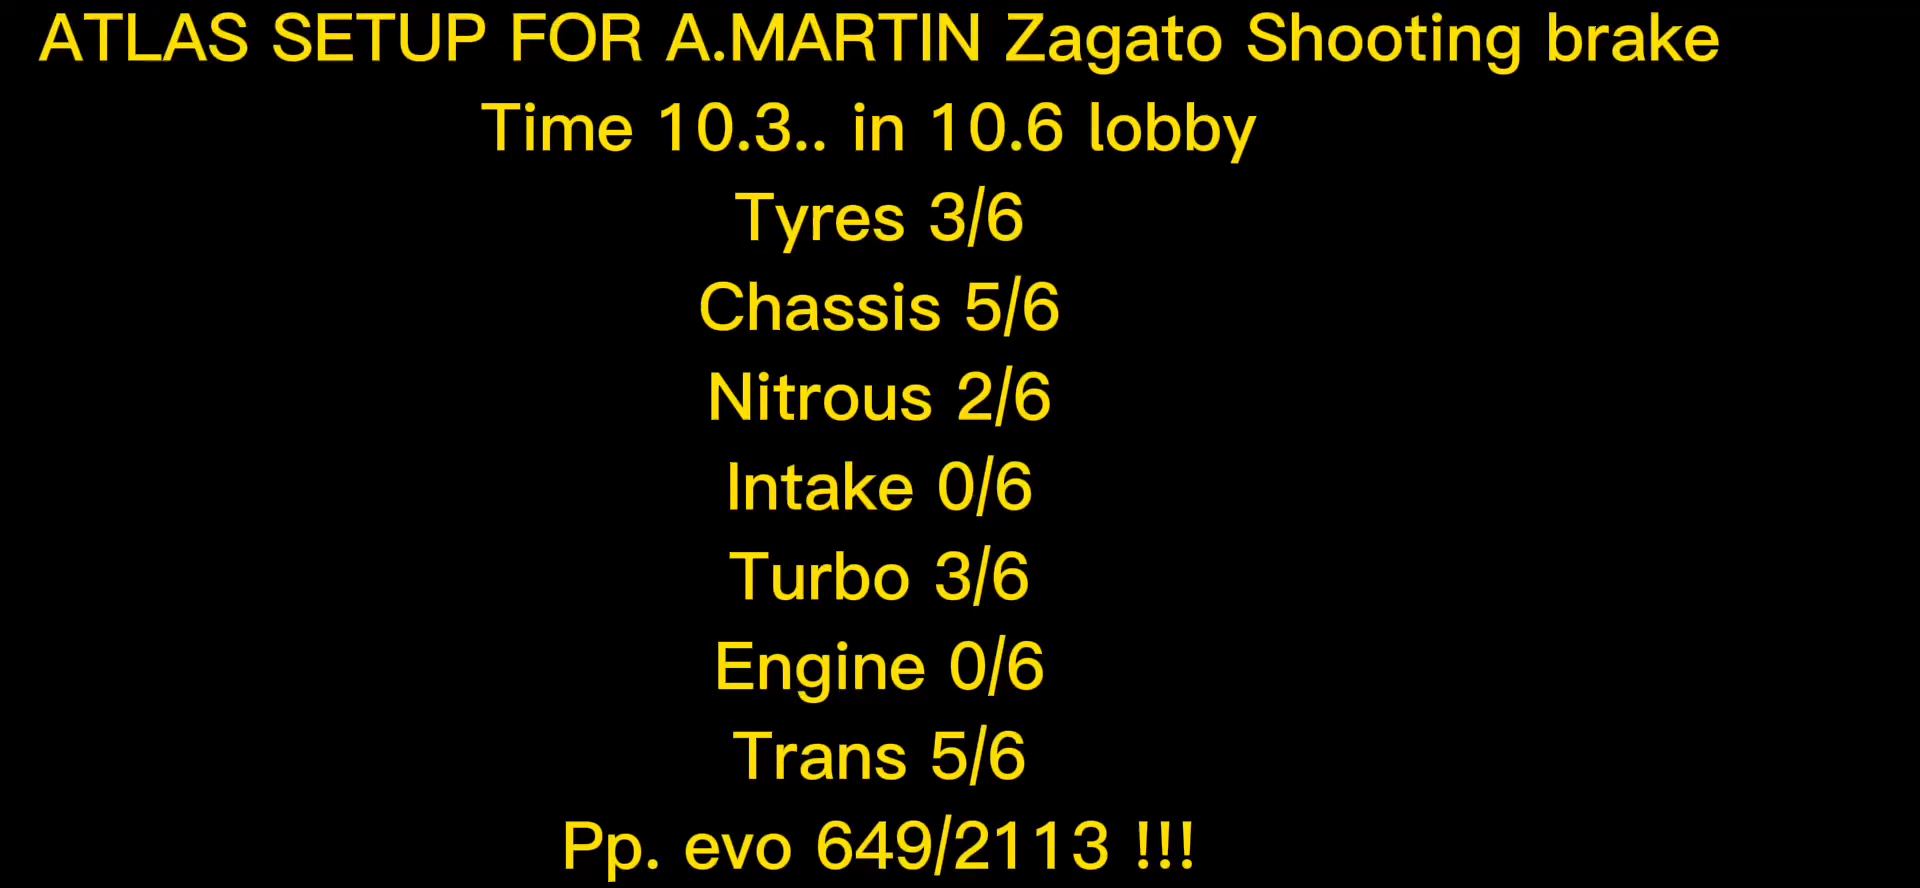 ATLAS SETUP FOR A.MARTIN Zagato Shooting brake
Time 10.3.. in 10.6 lobby
Tyres 3/6
Chassis 5/6
Nitrous 2/6
Intake 0/6
Turbo 3/6
Engine 0/6
Trans 5/6
Pp. evo 649/2113 !!!